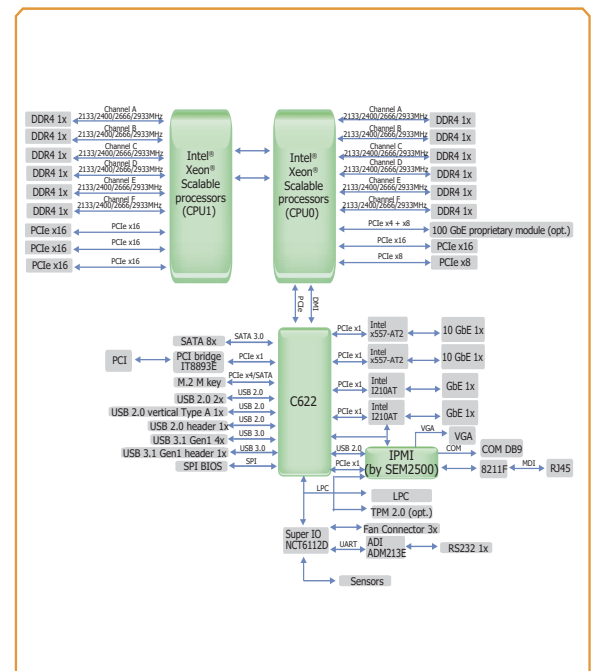 Channel A
DDR4 1x 2133/2400/2666/2933MHz
Channel B
DDR4 1x 2133/2400/2666/2933MHz
Channel C
DDR4 1x 2133/2400/2666/2933MHz
Channel D
DDR4 1x 2133/2400/2666/2933MHz
Channel E
DDR4 1x 2133/2400/2666/2933MHz
Channel F
DDR4 1x 2133/2400/2666/2933MHz
PCIe x16 PCIe x16
PCIe x16 PCIe x16
PCIe x16 PCIe x16
Intel®
Xeon®
Scalable
processors
(CPU1)
Intel®
Xeon®
Scalable
processors
(CPU0)
Channel A
2133/2400/2666/2933MHz DDR4 1x
Channel B
2133/2400/2666/2933MHz DDR4 1x
Channel C
2133/2400/2666/2933MHz DDR4 1x
Channel D
2133/2400/2666/2933MHz DDR4 1x
Channel E
2133/2400/2666/2933MHz DDR4 1x
Channel F
2133/2400/2666/2933MHz DDR4 1x
PCIe x4 + x8 100 GbE proprietary module (opt.)
PCIe x16 PCIe x16
PCIe x8 PCIe x8
PCIe
DMI
SATA 8x SATA 3.0
PCI
PCI bridge
IT8893E
PCIe x1
M.2 M key PCIe x4/SATA
USB 2.0 2x USB 2.0
USB 2.0 vertical Type A 1x USB 2.0
USB 2.0 header 1x USB 2.0
USB 3.1 Gen1 4x USB 3.0
USB 3.1 Gen1 header 1x USB 3.0
SPI BIOS SPI
C622
PCIe x1
Intel
x557-AT2
10 GbE 1x
PCIe x1
Intel
x557-AT2
10 GbE 1x
PCIe x1
Intel
I210AT
GbE 1x
PCIe x1
Intel
I210AT
GbE 1x
VGA
VGA
USB 2.0
PCIe x1
IPMI
(by SEM2500)
COM
COM DB9
8211F
MDI
RJ45
LPC
LPC
TPM 2.0 (opt.)
Super IO
NCT6112D
Fan Connector 3x
UART
ADI
ADM213E
RS232 1x
Sensors